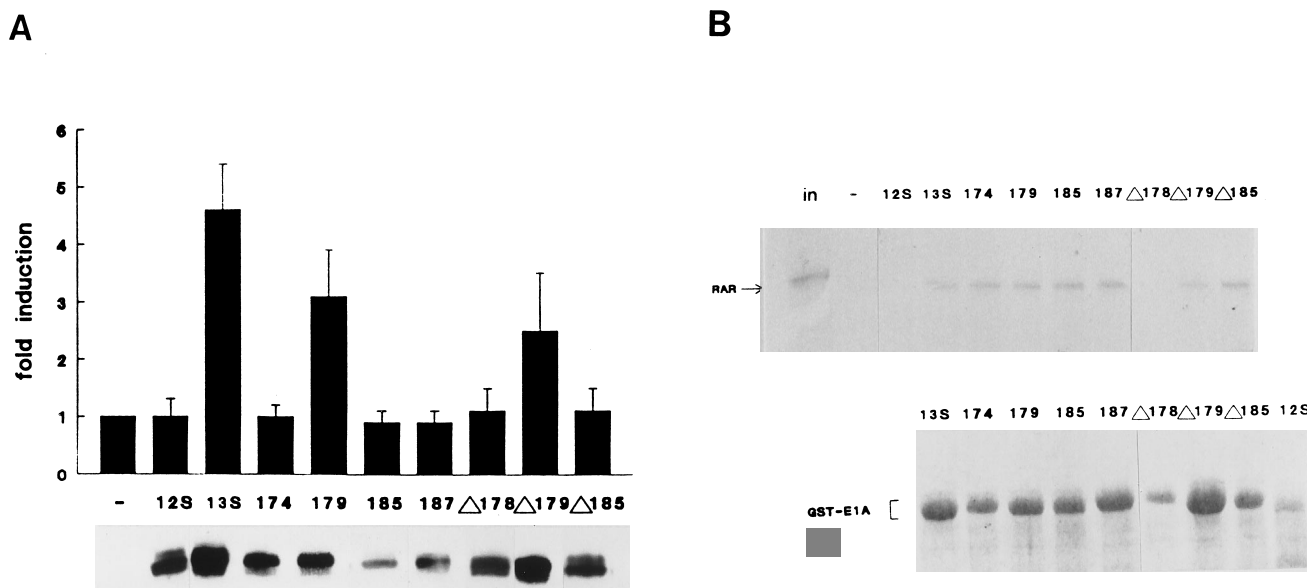 A
6
5
4
3
2
1
0
fold induction
- 12S 13S 174 179 185 187 △178 △179 △185
B
in - 12S 13S 174 179 185 187 △178 △179 △185
RAR →
13S 174 179 185 187 △178 △179 △185 12S
GST-E1A [